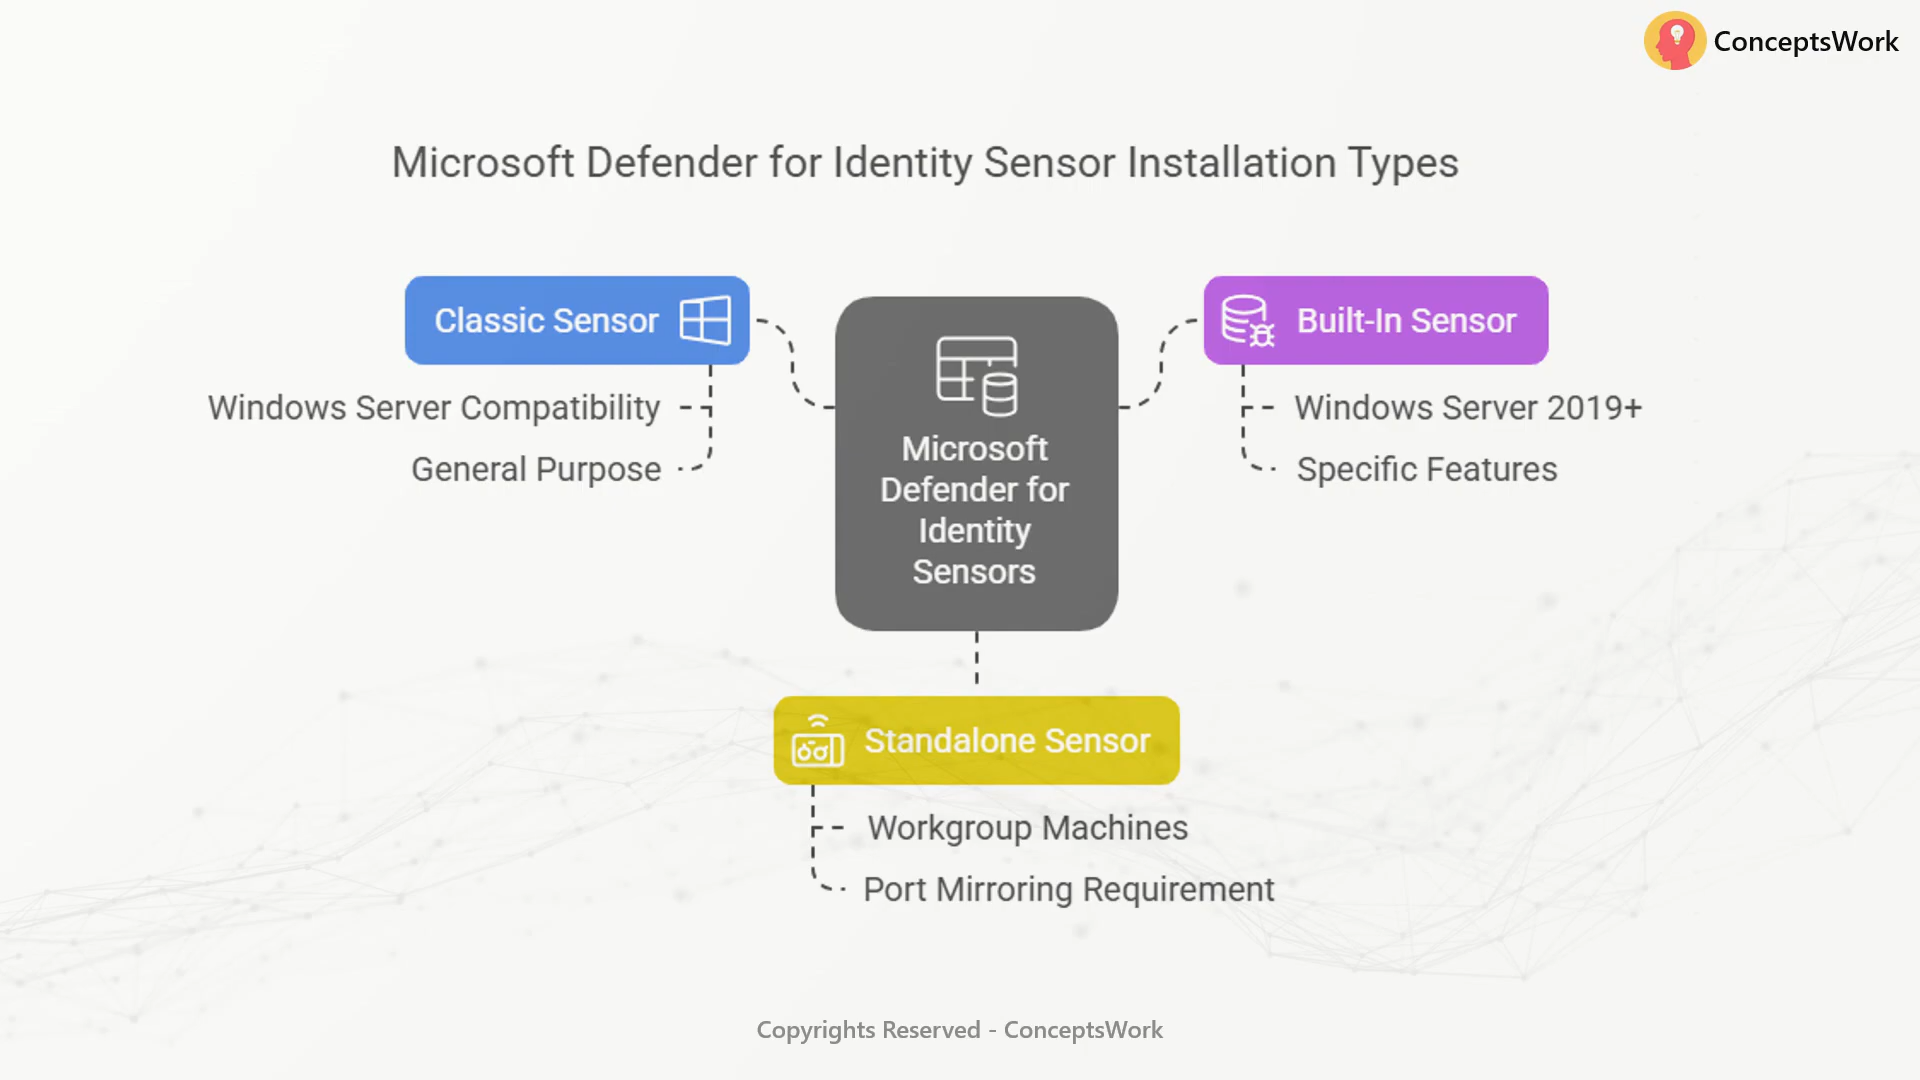 ConceptsWork
Microsoft Defender for Identity Sensor Installation Types
Classic Sensor
Windows Server Compatibility
General Purpose
Microsoft
Defender for
Identity
Sensors
Built-In Sensor
Windows Server 2019+
Specific Features
Standalone Sensor
Workgroup Machines
Port Mirroring Requirement
Copyrights Reserved - ConceptsWork